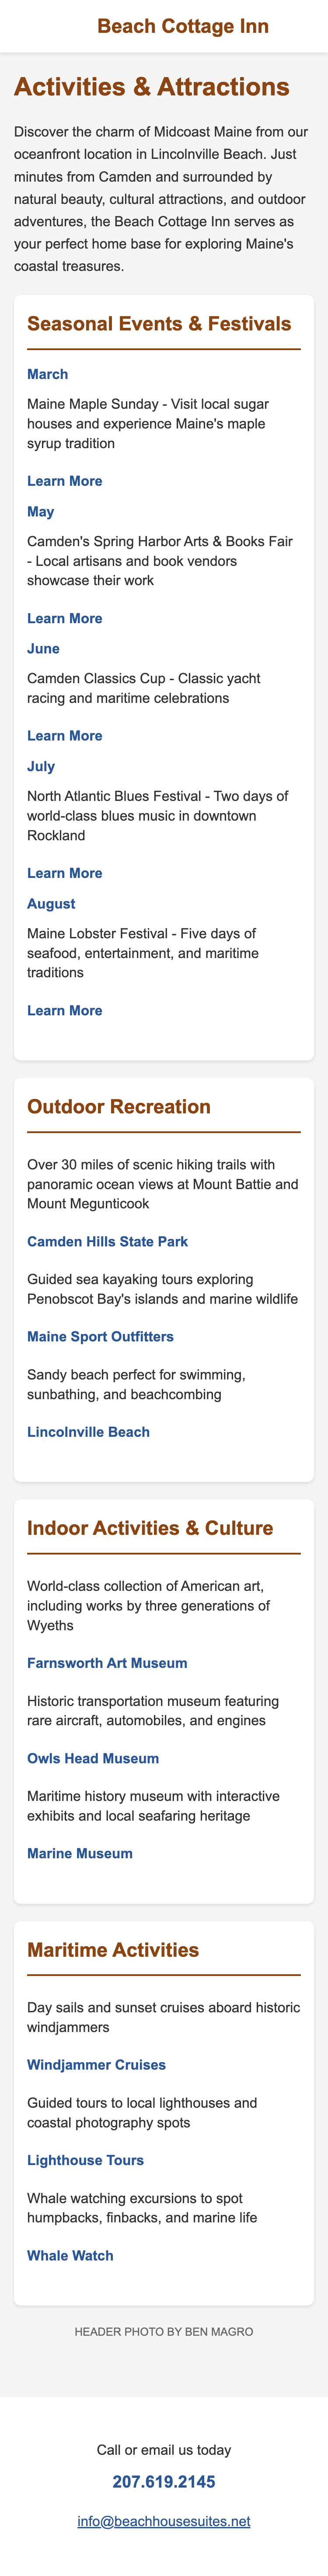 Beach Cottage Inn
Activities & Attractions
Discover the charm of Midcoast Maine from our
oceanfront location in Lincolnville Beach. Just
minutes from Camden and surrounded by
natural beauty, cultural attractions, and outdoor
adventures, the Beach Cottage Inn serves as
your perfect home base for exploring Maine's
coastal treasures.
Seasonal Events & Festivals
March
Maine Maple Sunday - Visit local sugar
houses and experience Maine's maple
syrup tradition
Learn More
May
Camden's Spring Harbor Arts & Books Fair
- Local artisans and book vendors
showcase their work
Learn More
June
Camden Classics Cup - Classic yacht
racing and maritime celebrations
Learn More
July
North Atlantic Blues Festival - Two days of
world-class blues music in downtown
Rockland
Learn More
August
Maine Lobster Festival - Five days of
seafood, entertainment, and maritime
traditions
Learn More
Outdoor Recreation
Over 30 miles of scenic hiking trails with
panoramic ocean views at Mount Battie and
Mount Megunticook
Camden Hills State Park
Guided sea kayaking tours exploring
Penobscot Bay's islands and marine wildlife
Maine Sport Outfitters
Sandy beach perfect for swimming,
sunbathing, and beachcombing
Lincolnville Beach
Indoor Activities & Culture
World-class collection of American art,
including works by three generations of
Wyeths
Farnsworth Art Museum
Historic transportation museum featuring
rare aircraft, automobiles, and engines
Owls Head Museum
Maritime history museum with interactive
exhibits and local seafaring heritage
Marine Museum
Maritime Activities
Day sails and sunset cruises aboard historic
windjammers
Windjammer Cruises
Guided tours to local lighthouses and
coastal photography spots
Lighthouse Tours
Whale watching excursions to spot
humpbacks, finbacks, and marine life
Whale Watch
HEADER PHOTO BY BEN MAGRO
Call or email us today
207.619.2145
info@beachhousesuites.net